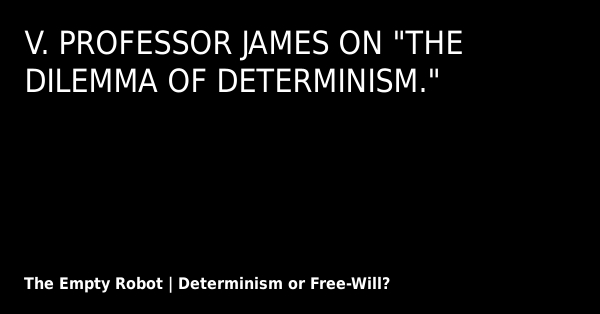 V. PROFESSOR JAMES ON "THE
DILEMMA OF DETERMINISM."
The Empty Robot | Determinism or Free-Will?